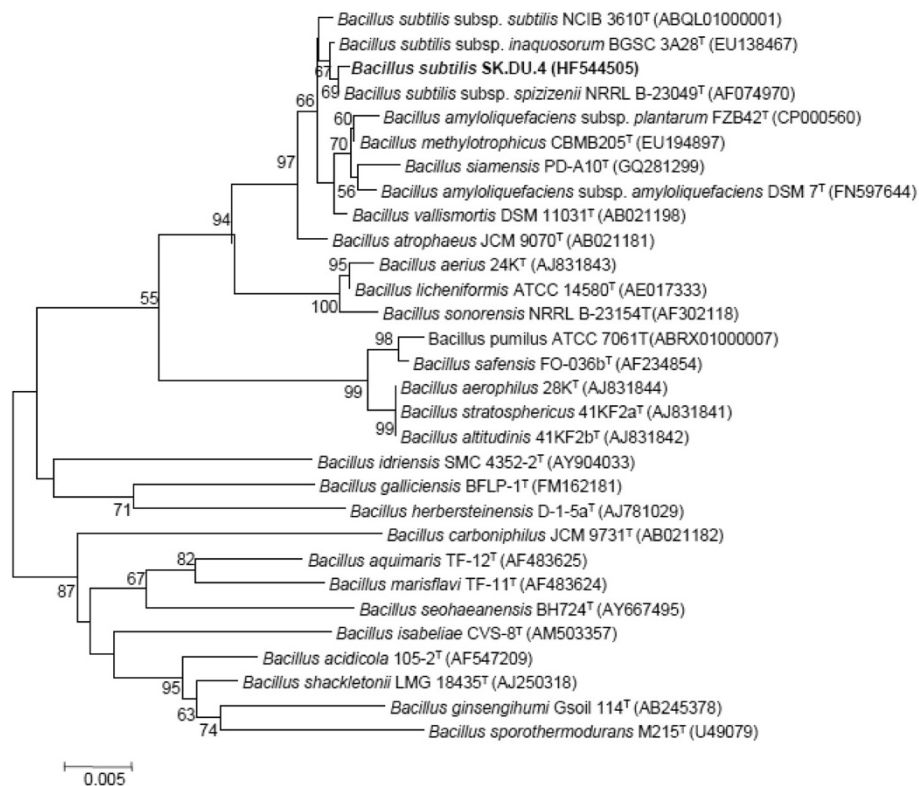 Bacillus subtilis subsp. subtilis NCIB 3610ᵀ (ABQL01000001)
Bacillus subtilis subsp. inaquosorum BGSC 3A28ᵀ (EU138467)
67
Bacillus subtilis SK.DU.4 (HF544505)
69
Bacillus subtilis subsp. spizizenii NRRL B-23049ᵀ (AF074970)
66
60
Bacillus amyloliquefaciens subsp. plantarum FZB42ᵀ (CP000560)
70
Bacillus methylotrophicus CBMB205ᵀ (EU194897)
97
Bacillus siamensis PD-A10ᵀ (GQ281299)
56
Bacillus amyloliquefaciens subsp. amyloliquefaciens DSM 7ᵀ (FN597644)
Bacillus vallismortis DSM 11031ᵀ (AB021198)
94
Bacillus atrophaeus JCM 9070ᵀ (AB021181)
95
Bacillus aerius 24Kᵀ (AJ831843)
Bacillus licheniformis ATCC 14580ᵀ (AE017333)
55
100
Bacillus sonorensis NRRL B-23154T(AF302118)
98
Bacillus pumilus ATCC 7061T(ABRX01000007)
Bacillus safensis FO-036bᵀ (AF234854)
99
Bacillus aerophilus 28Kᵀ (AJ831844)
Bacillus stratosphericus 41KF2aᵀ (AJ831841)
99
Bacillus altitudinis 41KF2bᵀ (AJ831842)
Bacillus idriensis SMC 4352-2ᵀ (AY904033)
Bacillus galliciensis BFLP-1ᵀ (FM162181)
71
Bacillus herbersteinensis D-1-5aᵀ (AJ781029)
Bacillus carboniphilus JCM 9731ᵀ (AB021182)
82
Bacillus aquimaris TF-12ᵀ (AF483625)
67
87
Bacillus marisflavi TF-11ᵀ (AF483624)
Bacillus seohaeanensis BH724ᵀ (AY667495)
Bacillus isabeliae CVS-8ᵀ (AM503357)
Bacillus acidicola 105-2ᵀ (AF547209)
95
Bacillus shackletonii LMG 18435ᵀ (AJ250318)
63
Bacillus ginsengihumi Gsoil 114ᵀ (AB245378)
74
Bacillus sporothermodurans M215ᵀ (U49079)
0.005